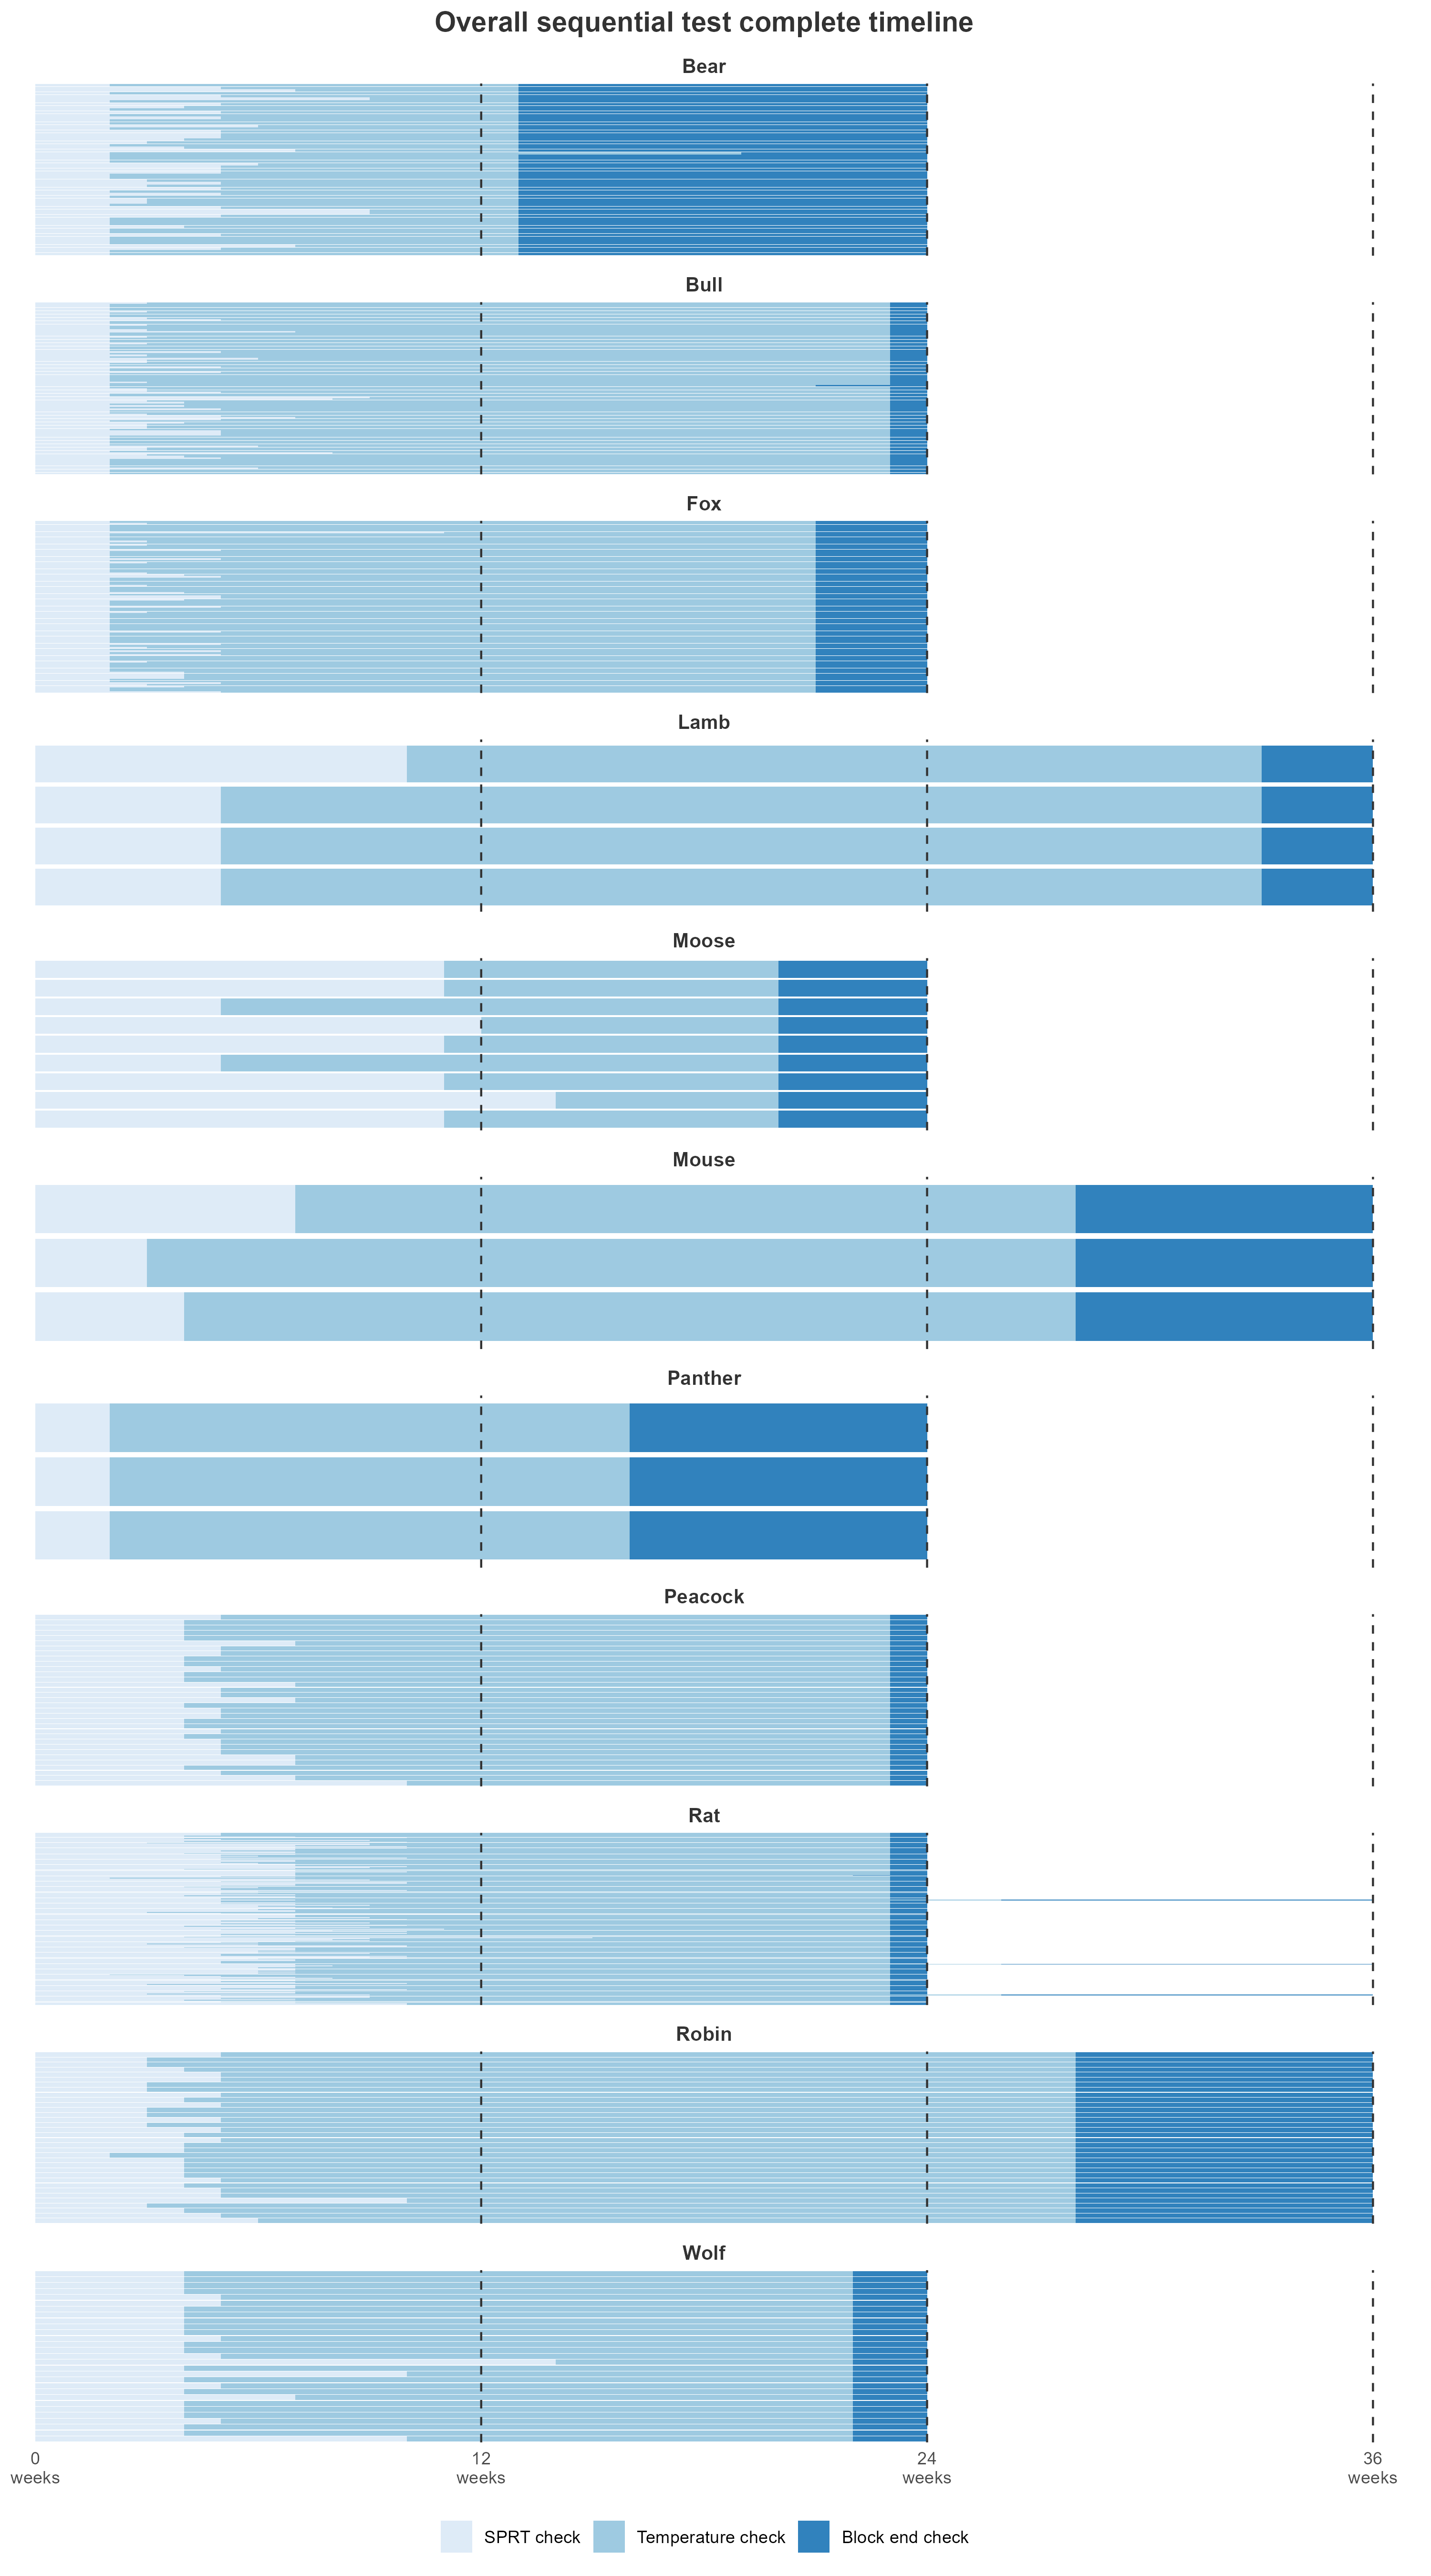 Overall sequential test complete timeline
Bear
Bull
Fox
Lamb
Moose
Mouse
Panther
Peacock
Rat
Robin
Wolf
0 12 24 36
weeks weeks weeks weeks
SPRT check Temperature check Block end check